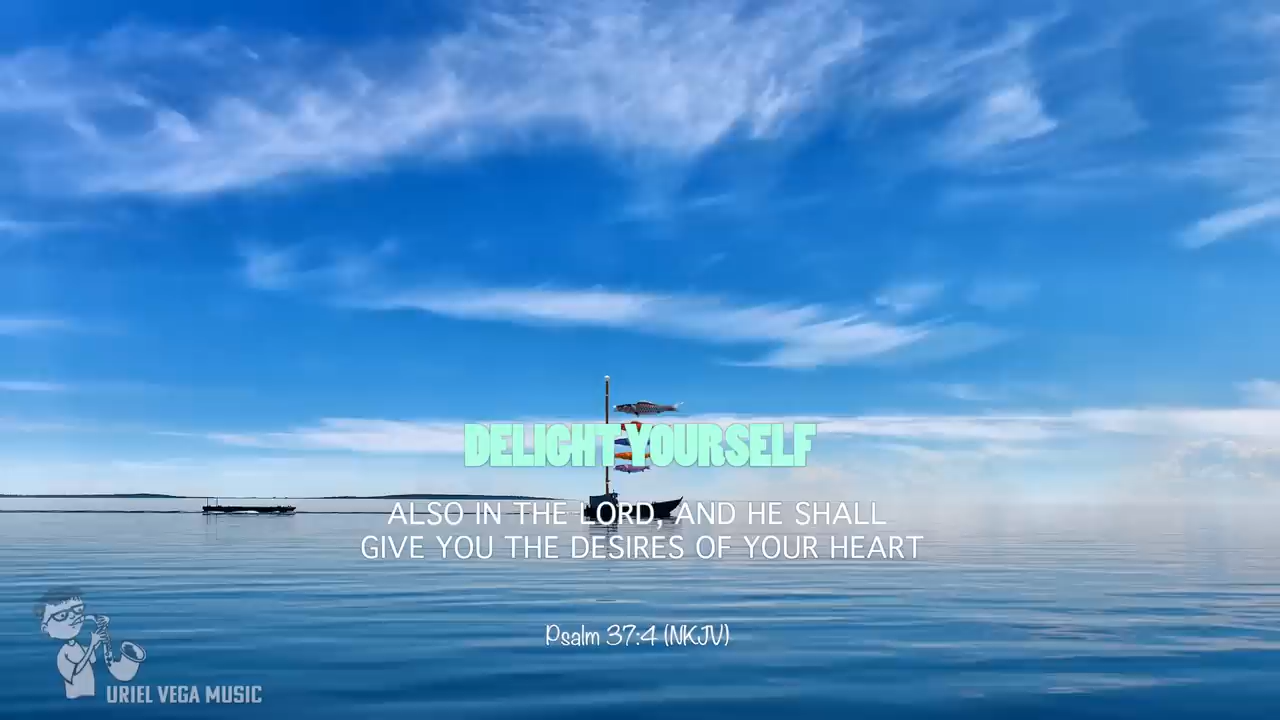 DELIGHT YOURSELF
ALSO IN THE LORD, AND HE SHALL
GIVE YOU THE DESIRES OF YOUR HEART
Psalm 37:4 (NKJV)
URIEL VEGA MUSIC